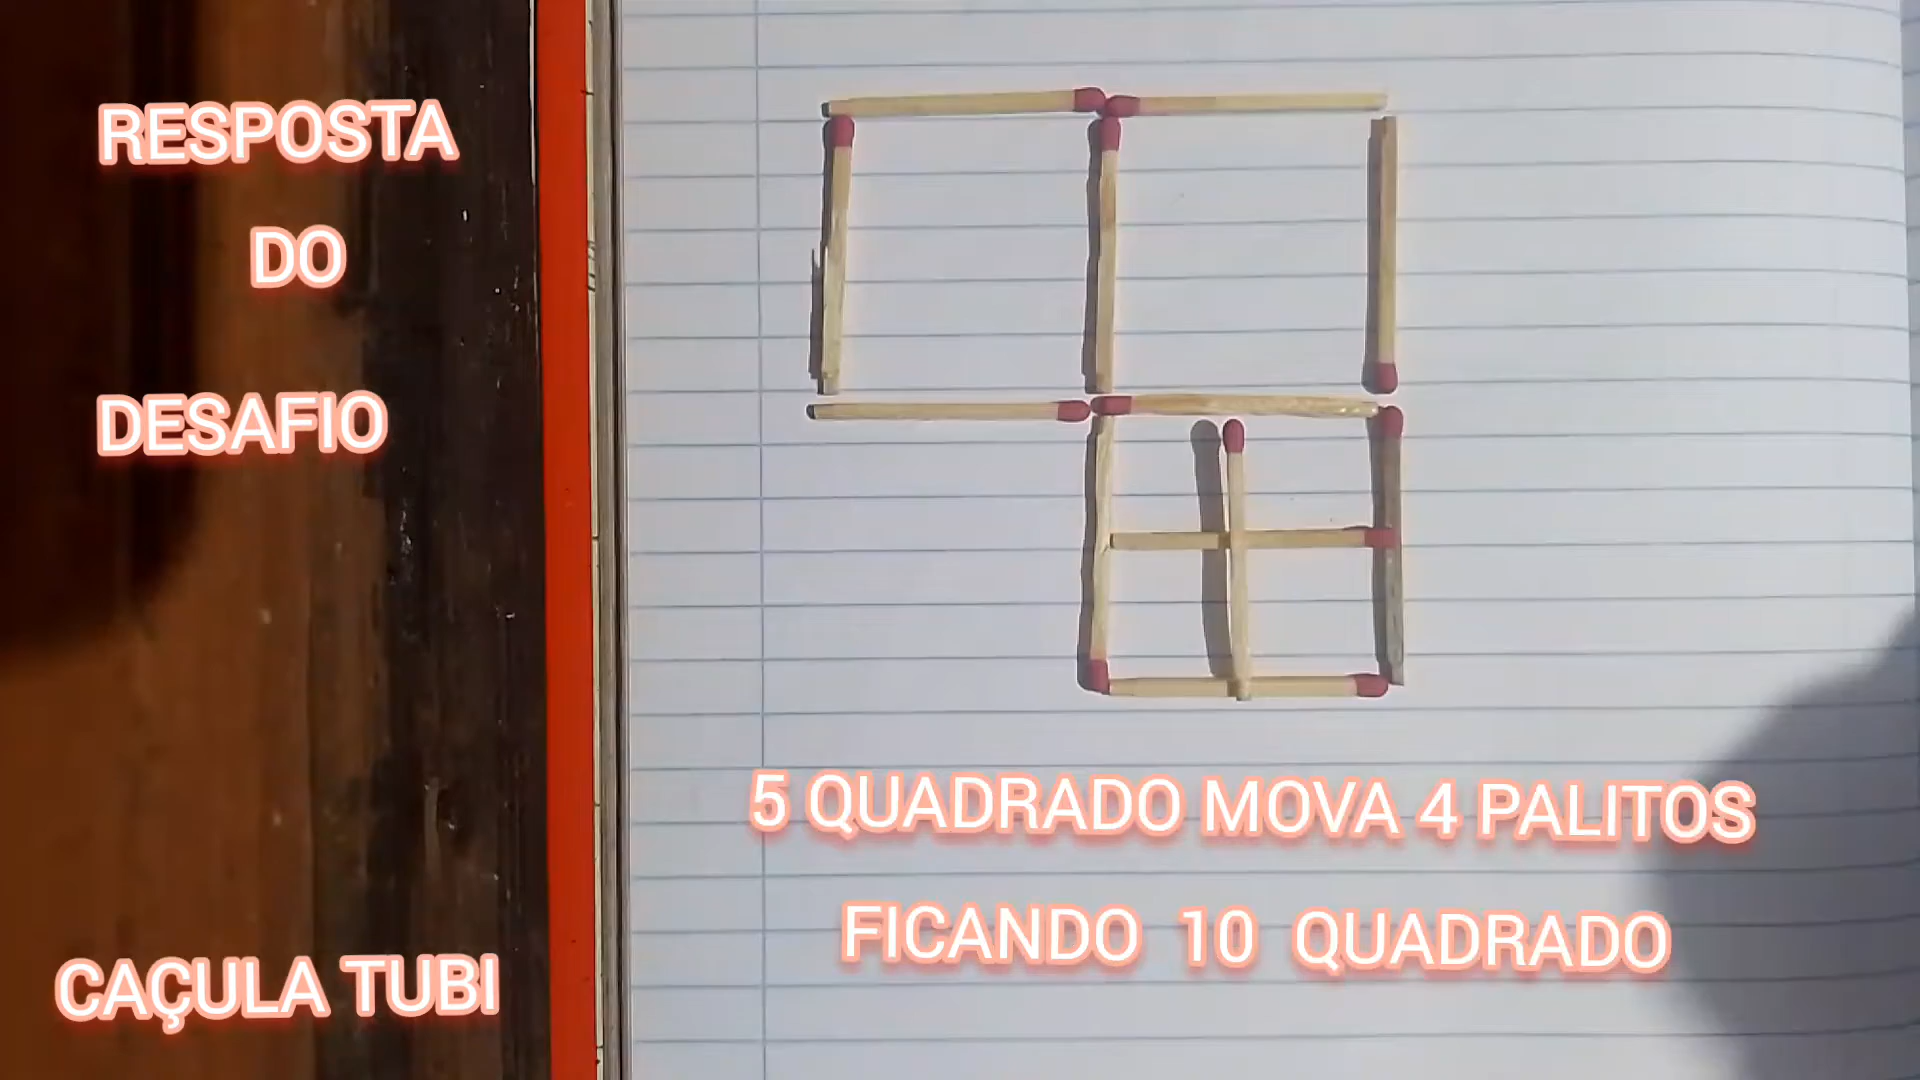 RESPOSTA
DO
DESAFIO
5 QUADRADO MOVA 4 PALITOS
FICANDO 10 QUADRADO
CAÇULA TUBI